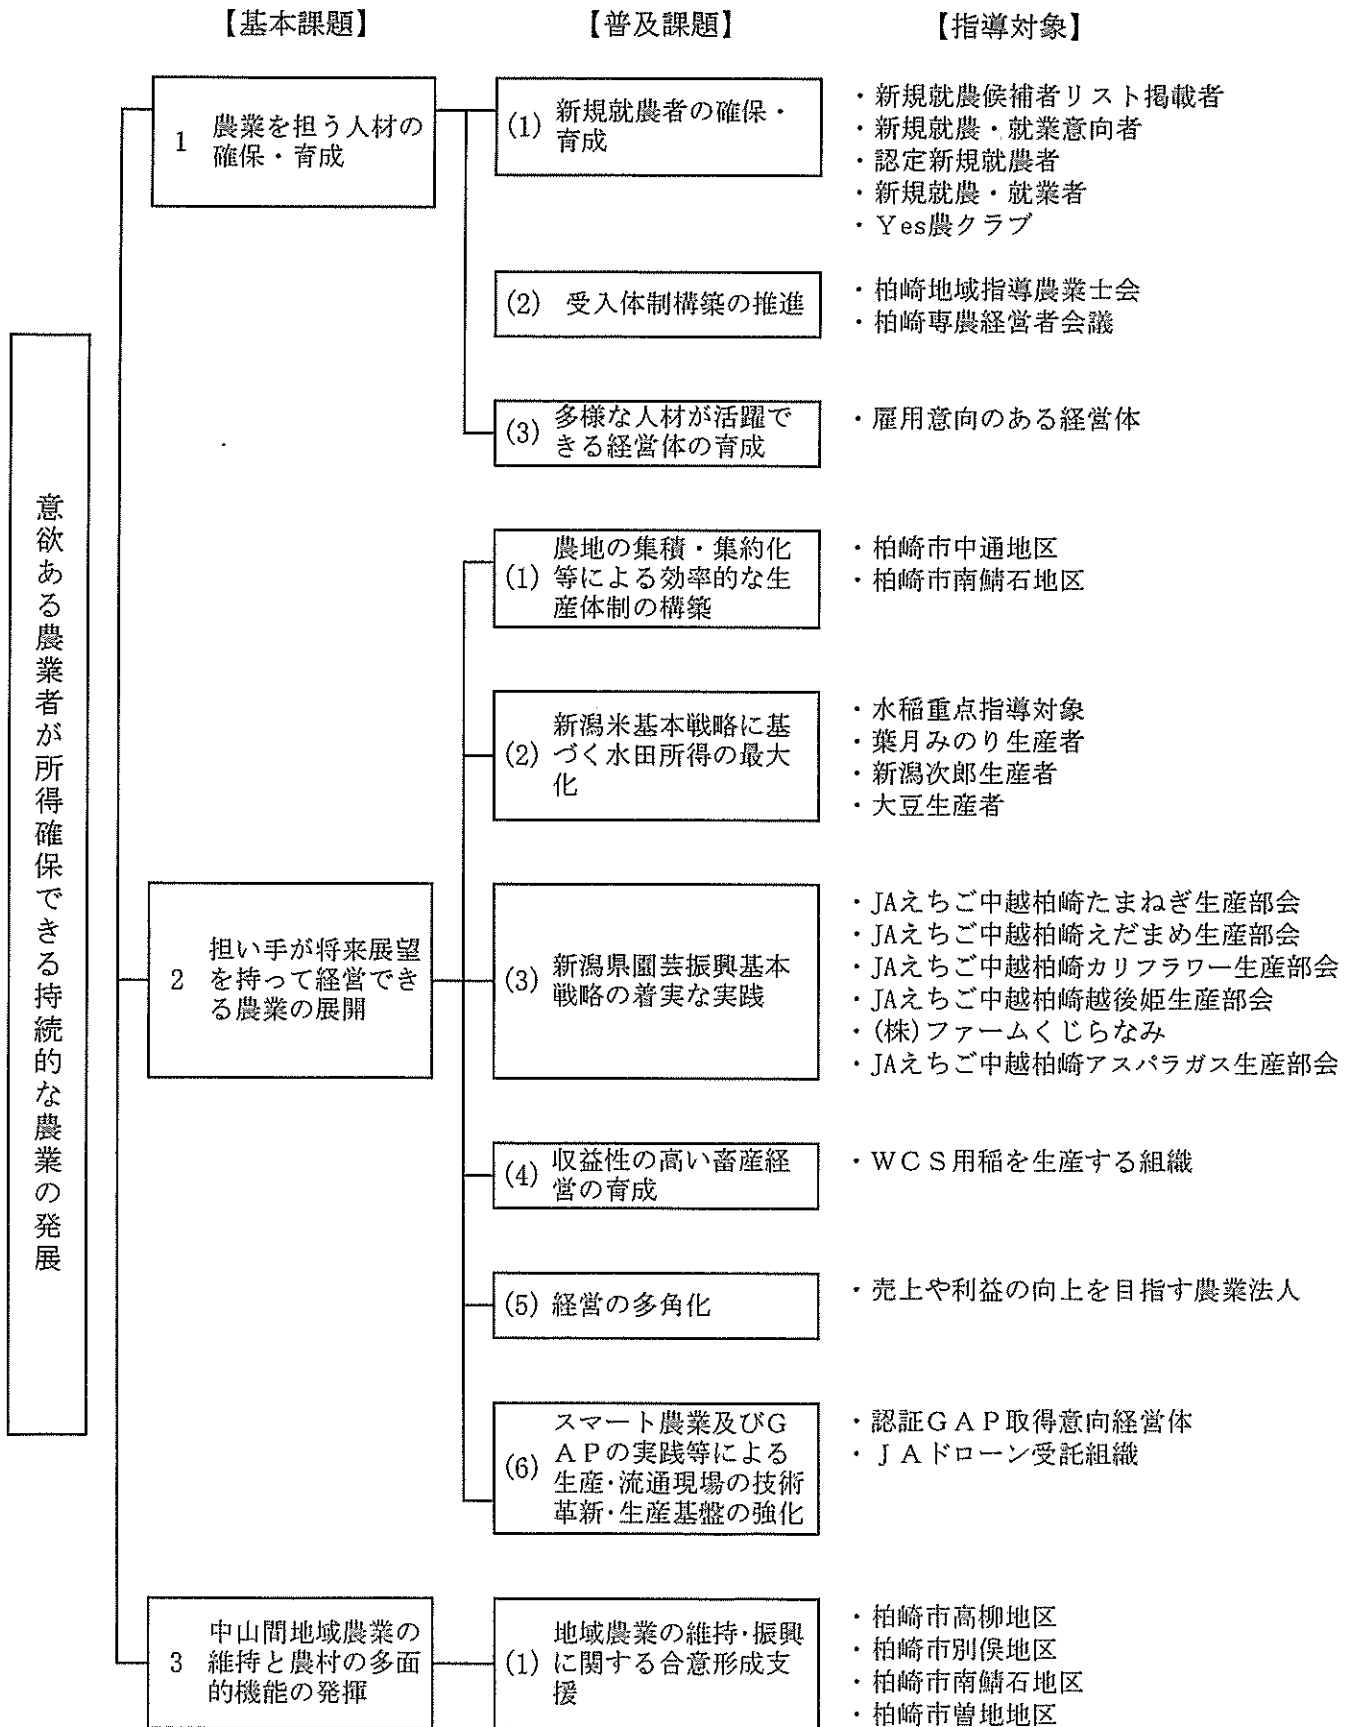 【基本課題】
【普及課題】
【指導対象】
意欲ある農業者が所得確保できる持続的な農業の発展
1
農業を担う人材の
確保・育成
(1)
新規就農者の確保・
育成
・新規就農候補者リスト掲載者
・新規就農・就業意向者
・認定新規就農者
・新規就農・就業者
・Yes農クラブ
(2) 受入体制構築の推進
・柏崎地域指導農業士会
・柏崎専農経営者会議
(3)
多様な人材が活躍で
きる経営体の育成
・雇用意向のある経営体
2
担い手が将来展望
を持って経営でき
る農業の展開
(1)
農地の集積・集約化
等による効率的な生
産体制の構築
・柏崎市中通地区
・柏崎市南鯖石地区
(2)
新潟米基本戦略に基
づく水田所得の最大
化
・水稲重点指導対象
・葉月みのり生産者
・新潟次郎生産者
・大豆生産者
(3)
新潟県園芸振興基本
戦略の着実な実践
・JAえちご中越柏崎たまねぎ生産部会
・JAえちご中越柏崎えだまめ生産部会
・JAえちご中越柏崎カリフラワー生産部会
・JAえちご中越柏崎越後姫生産部会
・(株)ファームくじらなみ
・JAえちご中越柏崎アスパラガス生産部会
(4)
収益性の高い畜産経
営の育成
・ＷＣＳ用稲を生産する組織
(5) 経営の多角化
・売上や利益の向上を目指す農業法人
(6)
スマート農業及びＧ
ＡＰの実践等による
生産･流通現場の技術
革新･生産基盤の強化
・認証ＧＡＰ取得意向経営体
・ＪＡドローン受託組織
3
中山間地域農業の
維持と農村の多面
的機能の発揮
(1)
地域農業の維持･振興
に関する合意形成支
援
・柏崎市高柳地区
・柏崎市別俣地区
・柏崎市南鯖石地区
・柏崎市曽地地区